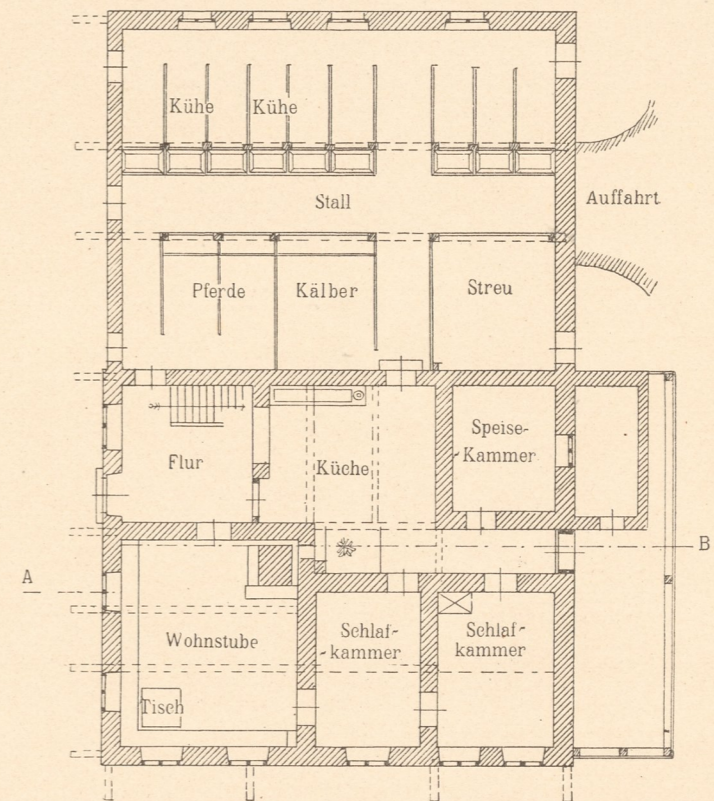 Kühe Kühe
Stall
Auffahrt
Pferde Kälber Streu
Speise-
Kammer
Flur
Küche
A
B
Wohnstube
Schlaf-
kammer
Schlaf-
kammer
Tisch